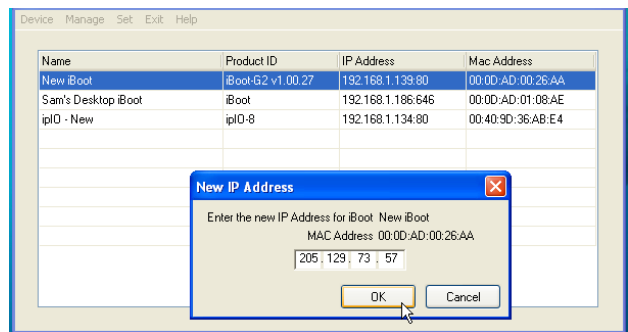 Device Manage Set Exit Help
Name Product ID IP Address Mac Address
New iBoot iBoot-G2 v1.00.27 192.168.1.139:80 00:0D:AD:00:26:AA
Sam's Desktop iBoot iBoot 192.168.1.186:646 00:0D:AD:01:08:AE
ipIO - New ipIO-8 192.168.1.134:80 00:40:9D:36:AB:E4
New IP Address
Enter the new IP Address for iBoot New iBoot
MAC Address 00:0D:AD:00:26:AA
205 . 129 . 73 . 57
OK Cancel